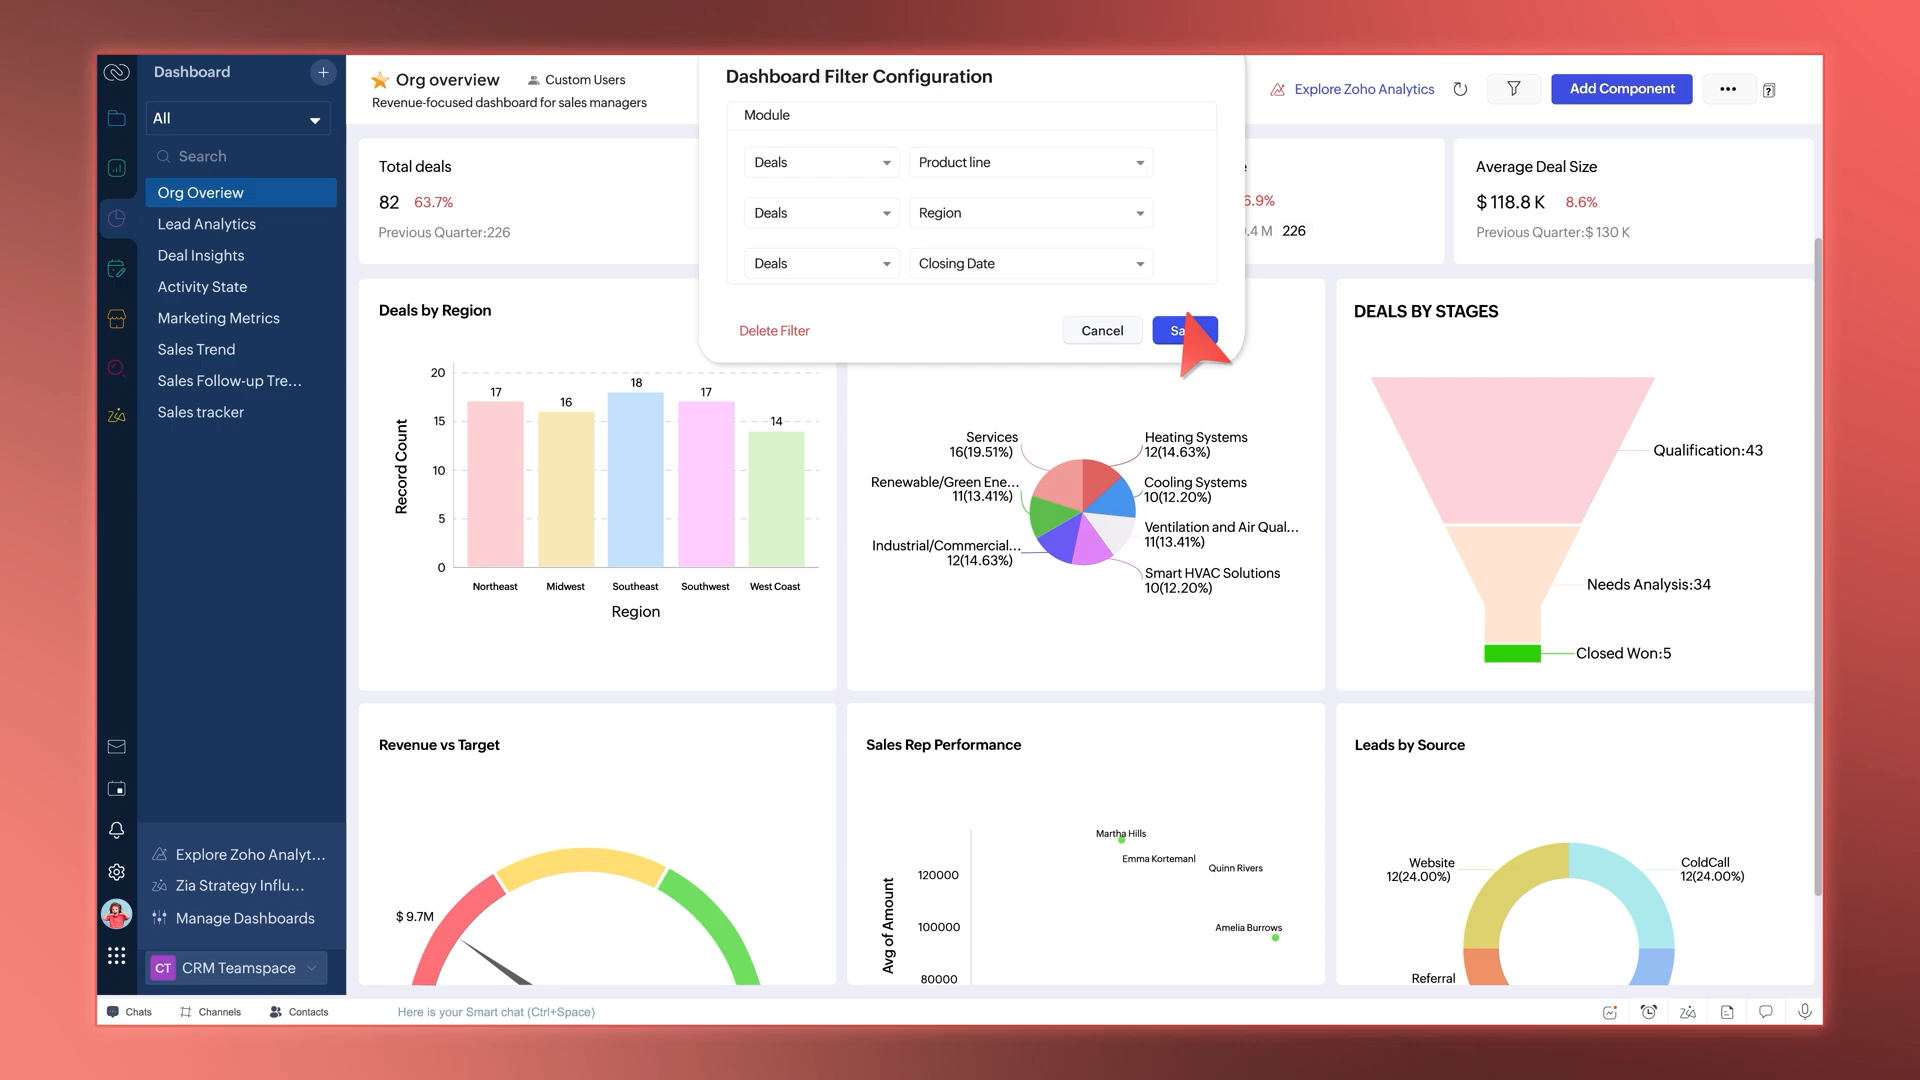 Dashboard
All
Search
Org Overiew
Lead Analytics
Deal Insights
Activity State
Marketing Metrics
Sales Trend
Sales Follow-up Tre...
Sales tracker
Explore Zoho Analyt...
Zia Strategy Influ...
Manage Dashboards
CT CRM Teamspace
Org overview
Custom Users
Revenue-focused dashboard for sales managers
Explore Zoho Analytics
Add Component
Dashboard Filter Configuration
Module
Deals Product line
Deals Region
Deals Closing Date
Delete Filter
Cancel
Total deals
82 63.7%
Previous Quarter:226
6.9%
.4 M 226
Average Deal Size
$ 118.8 K 8.6%
Previous Quarter:$ 130 K
Deals by Region
Record Count
20
15
10
5
0
17
16
18
17
14
Northeast
Midwest
Southeast
Southwest
West Coast
Region
Services
16(19.51%)
Renewable/Green Ene...
11(13.41%)
Industrial/Commercial...
12(14.63%)
Heating Systems
12(14.63%)
Cooling Systems
10(12.20%)
Ventilation and Air Qual...
11(13.41%)
Smart HVAC Solutions
10(12.20%)
DEALS BY STAGES
Qualification:43
Needs Analysis:34
Closed Won:5
Revenue vs Target
$ 9.7M
Sales Rep Performance
Avg of Amount
120000
100000
80000
Martha Hills
Emma Kortemanl
Quinn Rivers
Amelia Burrows
Leads by Source
Website
12(24.00%)
ColdCall
12(24.00%)
Referral
Chats
Channels
Contacts
Here is your Smart chat (Ctrl+Space)